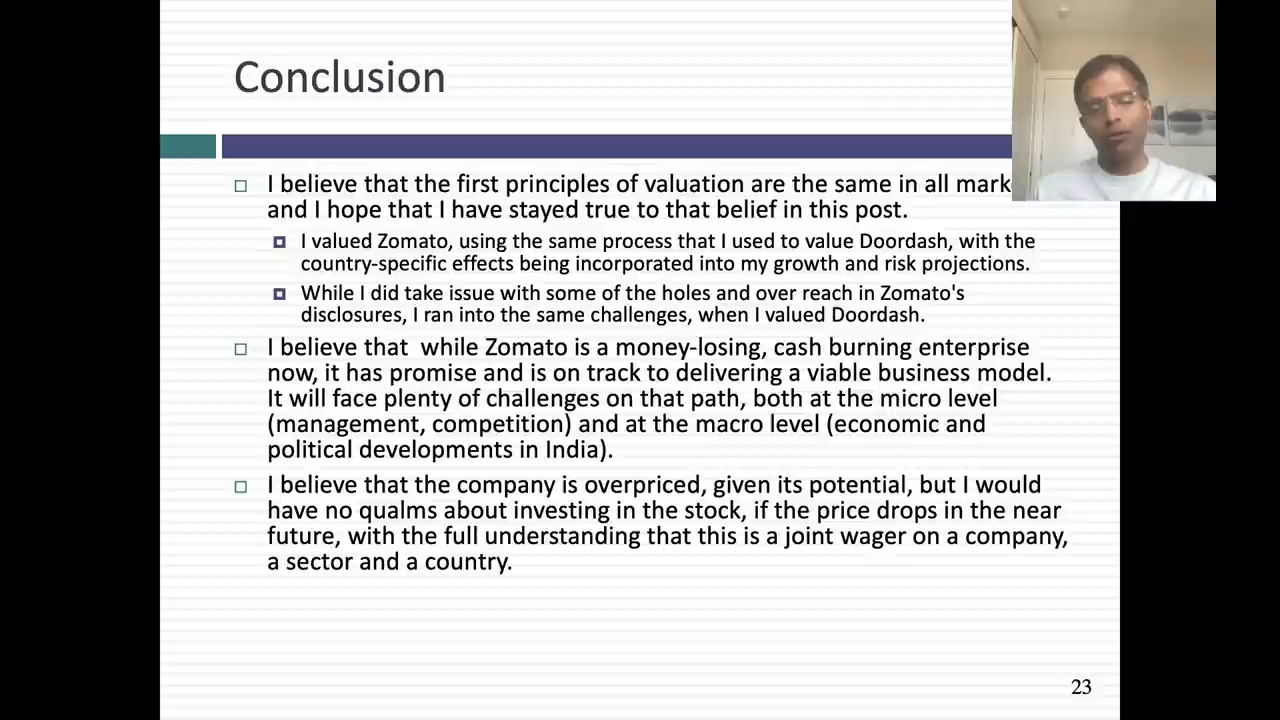 Conclusion
I believe that the first principles of valuation are the same in all mark
and I hope that I have stayed true to that belief in this post.
I valued Zomato, using the same process that I used to value Doordash, with the
country-specific effects being incorporated into my growth and risk projections.
While I did take issue with some of the holes and over reach in Zomato's
disclosures, I ran into the same challenges, when I valued Doordash.
I believe that  while Zomato is a money-losing, cash burning enterprise
now, it has promise and is on track to delivering a viable business model.
It will face plenty of challenges on that path, both at the micro level
(management, competition) and at the macro level (economic and
political developments in India).
I believe that the company is overpriced, given its potential, but I would
have no qualms about investing in the stock, if the price drops in the near
future, with the full understanding that this is a joint wager on a company,
a sector and a country.
23